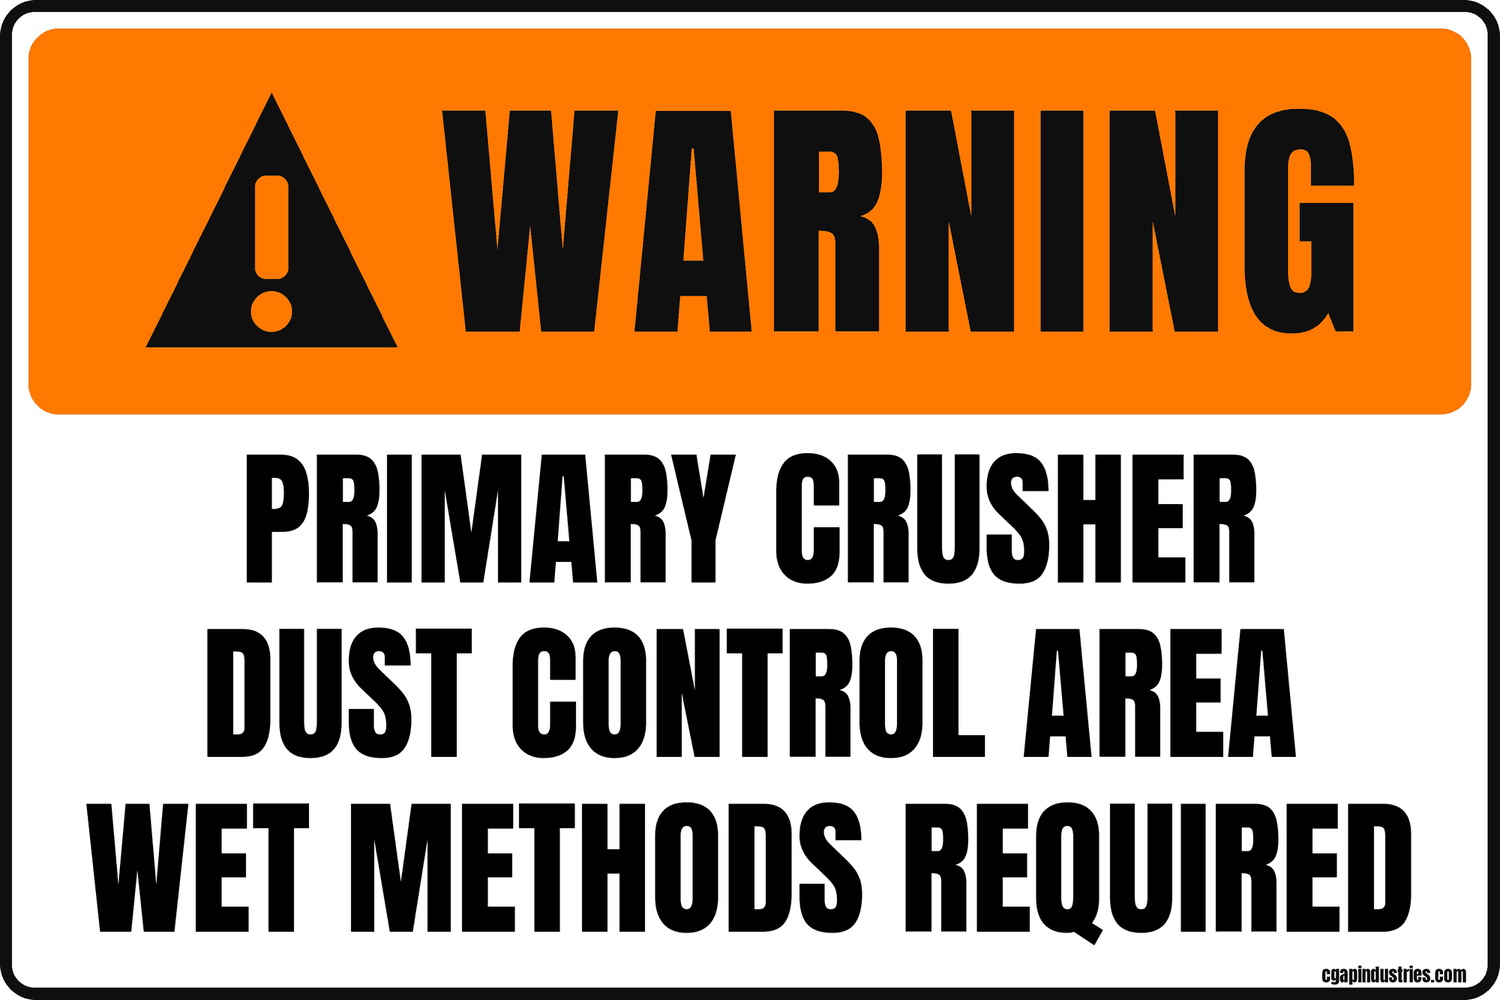 WARNING
PRIMARY CRUSHER
DUST CONTROL AREA
WET METHODS REQUIRED
cgapindustries.com